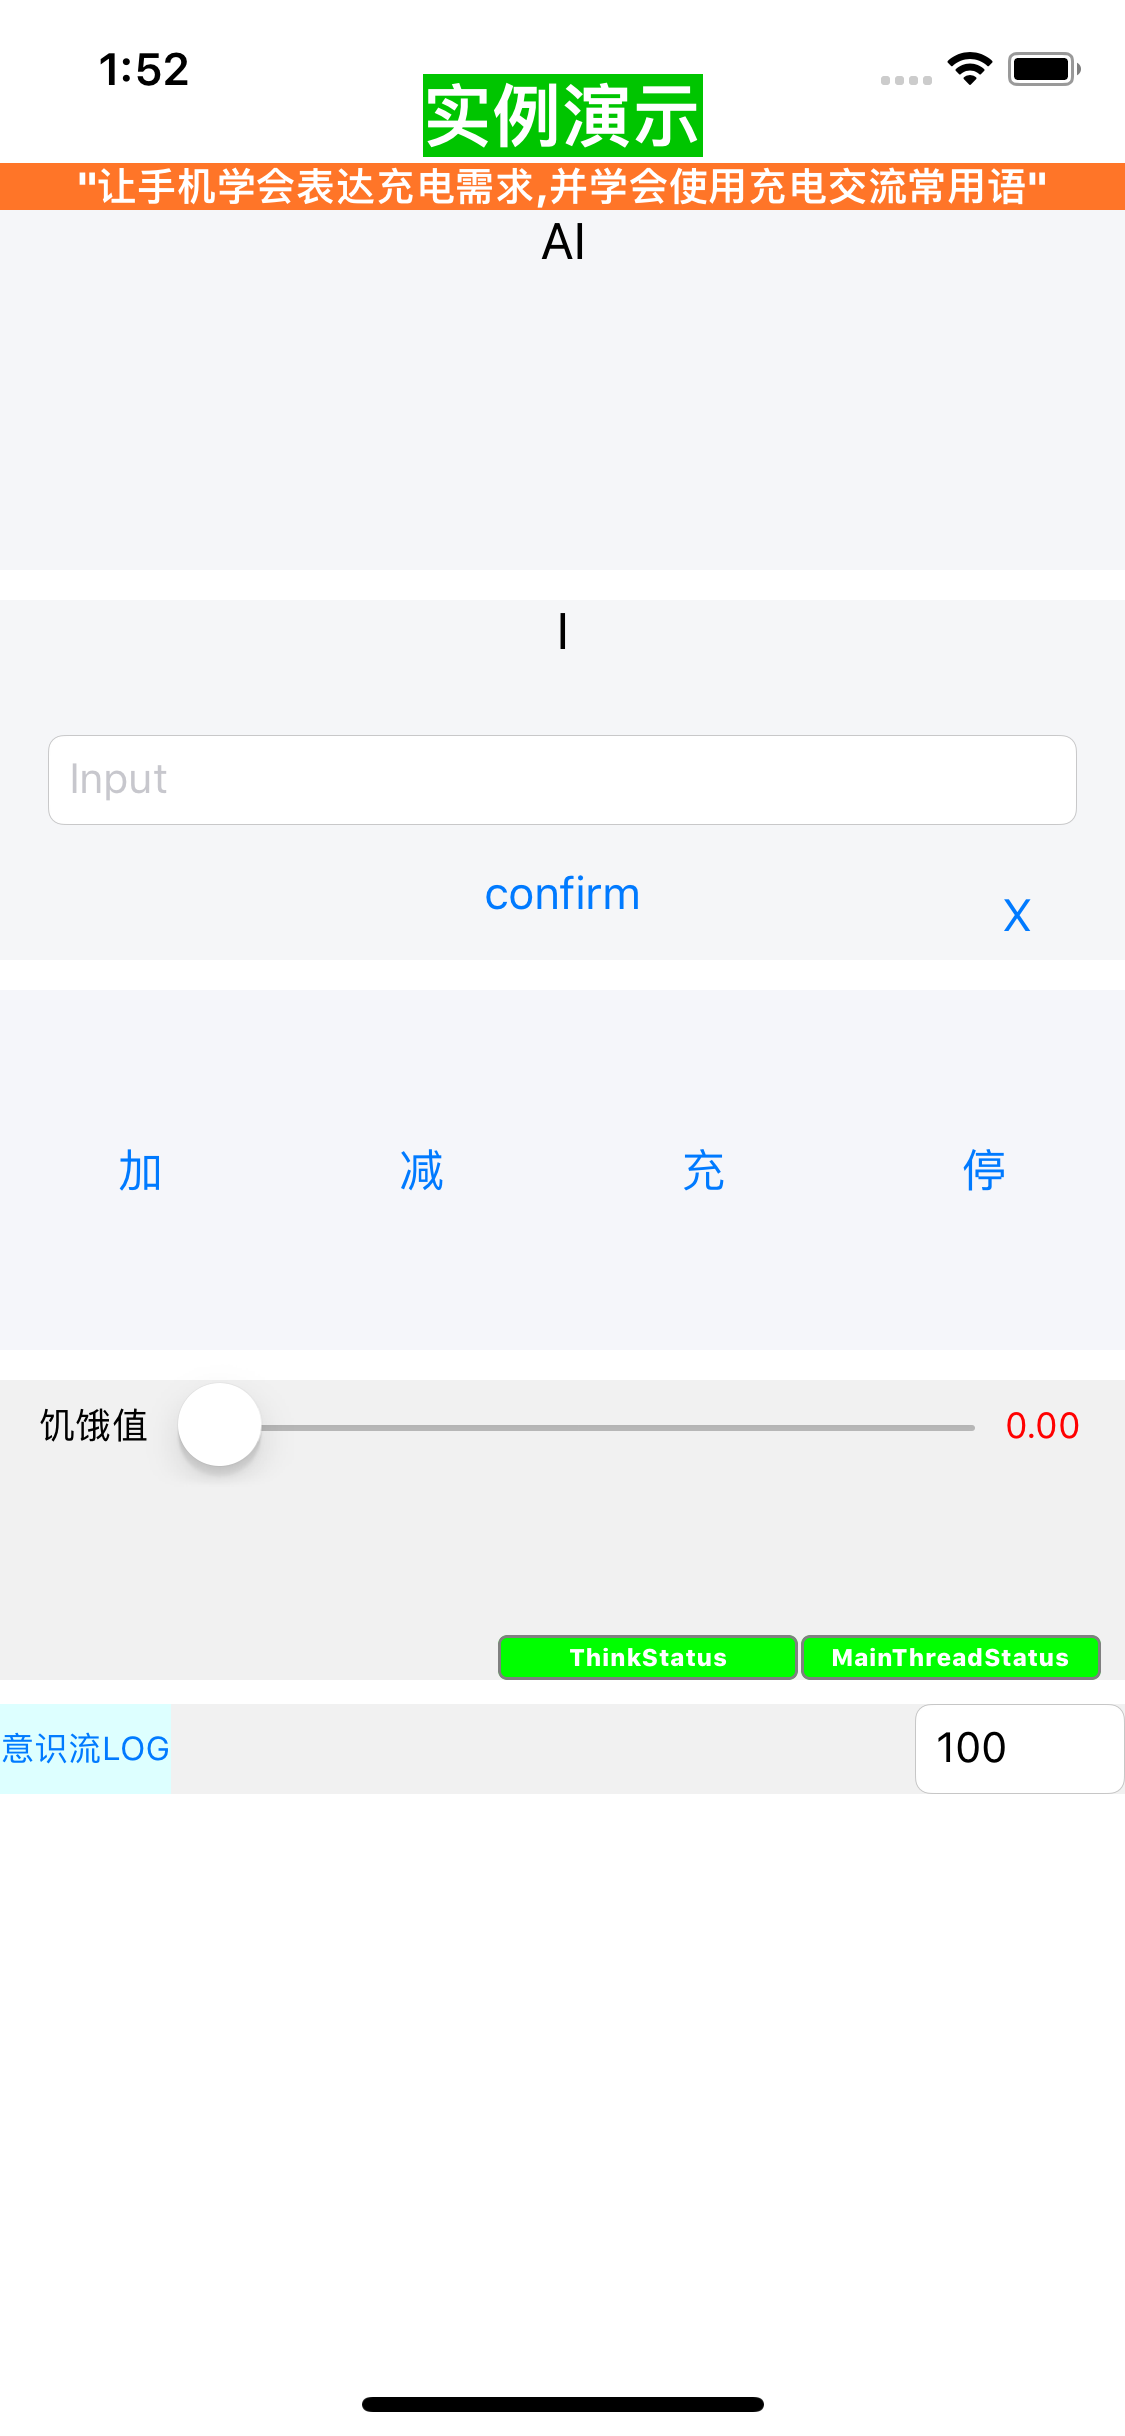 1:52
实例演示
"让手机学会表达充电需求,并学会使用充电交流常用语"
AI
I
Input
confirm
X
加 减 充 停
饥饿值 0.00
ThinkStatus MainThreadStatus
意识流LOG 100